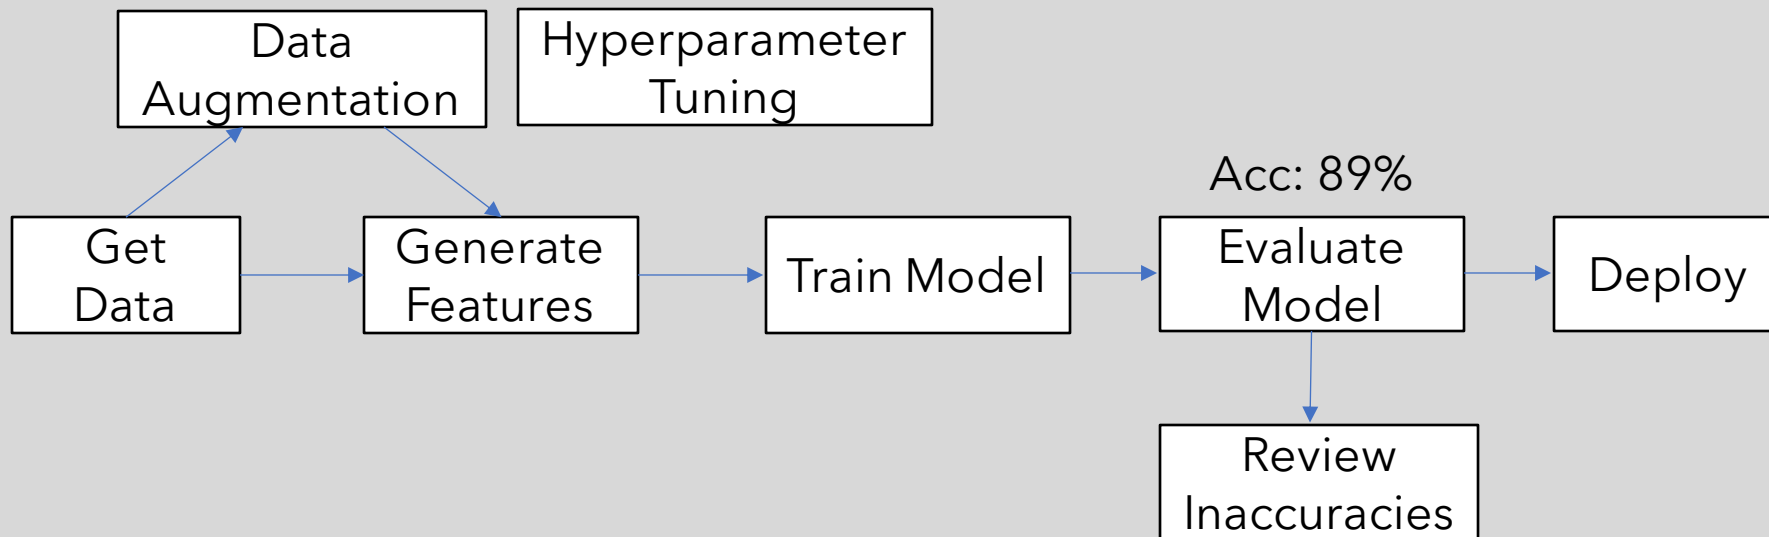 Data
Augmentation
Hyperparameter
Tuning
Acc: 89%
Get
Data
Generate
Features
Train Model
Evaluate
Model
Deploy
Review
Inaccuracies